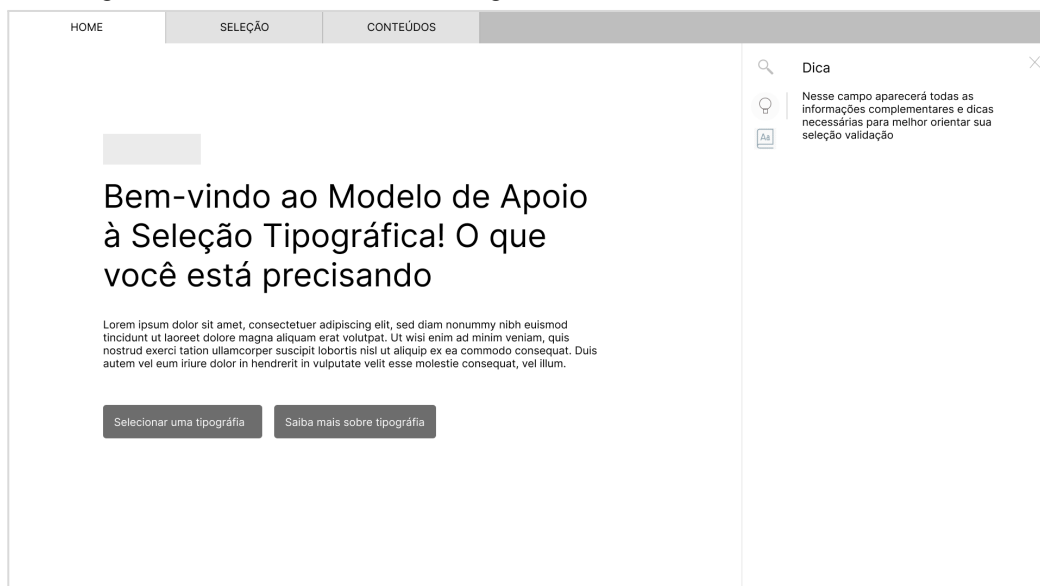 HOME
SELEÇÃO
CONTEÚDOS
Bem-vindo ao Modelo de Apoio
à Seleção Tipográfica! O que
você está precisando
Lorem ipsum dolor sit amet, consectetuer adipiscing elit, sed diam nonummy nibh euismod
tincidunt ut laoreet dolore magna aliquam erat volutpat. Ut wisi enim ad minim veniam, quis
nostrud exerci tation ullamcorper suscipit lobortis nisl ut aliquip ex ea commodo consequat. Duis
autem vel eum iriure dolor in hendrerit in vulputate velit esse molestie consequat, vel illum.
Selecionar uma tipográfia
Saiba mais sobre tipográfia
Dica
Nesse campo aparecerá todas as
informações complementares e dicas
necessárias para melhor orientar sua
seleção validação
Aa